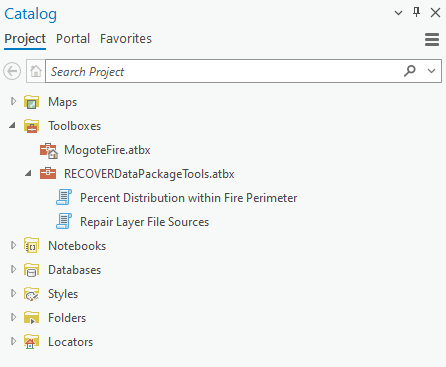 Catalog
Project Portal Favorites
Search Project
Maps
Toolboxes
MogoteFire.atbx
RECOVERDataPackageTools.atbx
Percent Distribution within Fire Perimeter
Repair Layer File Sources
Notebooks
Databases
Styles
Folders
Locators